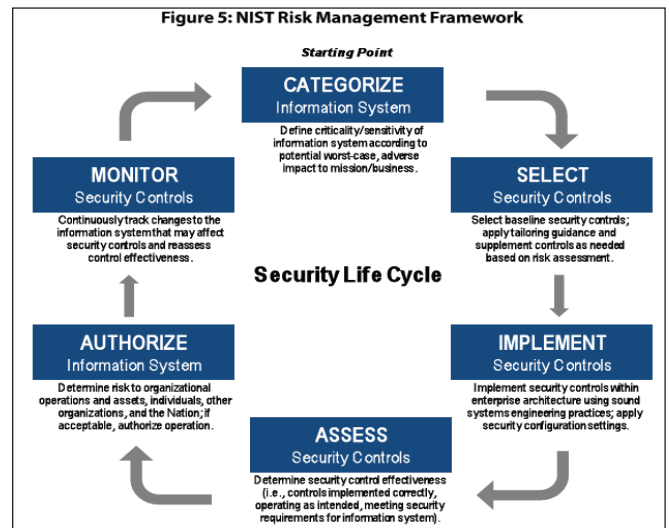 Figure 5: NIST Risk Management Framework
Starting Point
CATEGORIZE
Information System
Define criticality/sensitivity of
information system according to
potential worst-case, adverse
impact to mission/business.
SELECT
Security Controls
Select baseline security controls;
apply tailoring guidance and
supplement controls as needed
based on risk assessment.
IMPLEMENT
Security Controls
Implement security controls within
enterprise architecture using sound
systems engineering practices; apply
security configuration settings.
ASSESS
Security Controls
Determine security control effectiveness
(i.e., controls implemented correctly,
operating as intended, meeting security
requirements for information system).
AUTHORIZE
Information System
Determine risk to organizational
operations and assets, individuals, other
organizations, and the Nation; if
acceptable, authorize operation.
MONITOR
Security Controls
Continuously track changes to the
information system that may affect
security controls and reassess
control effectiveness.
Security Life Cycle